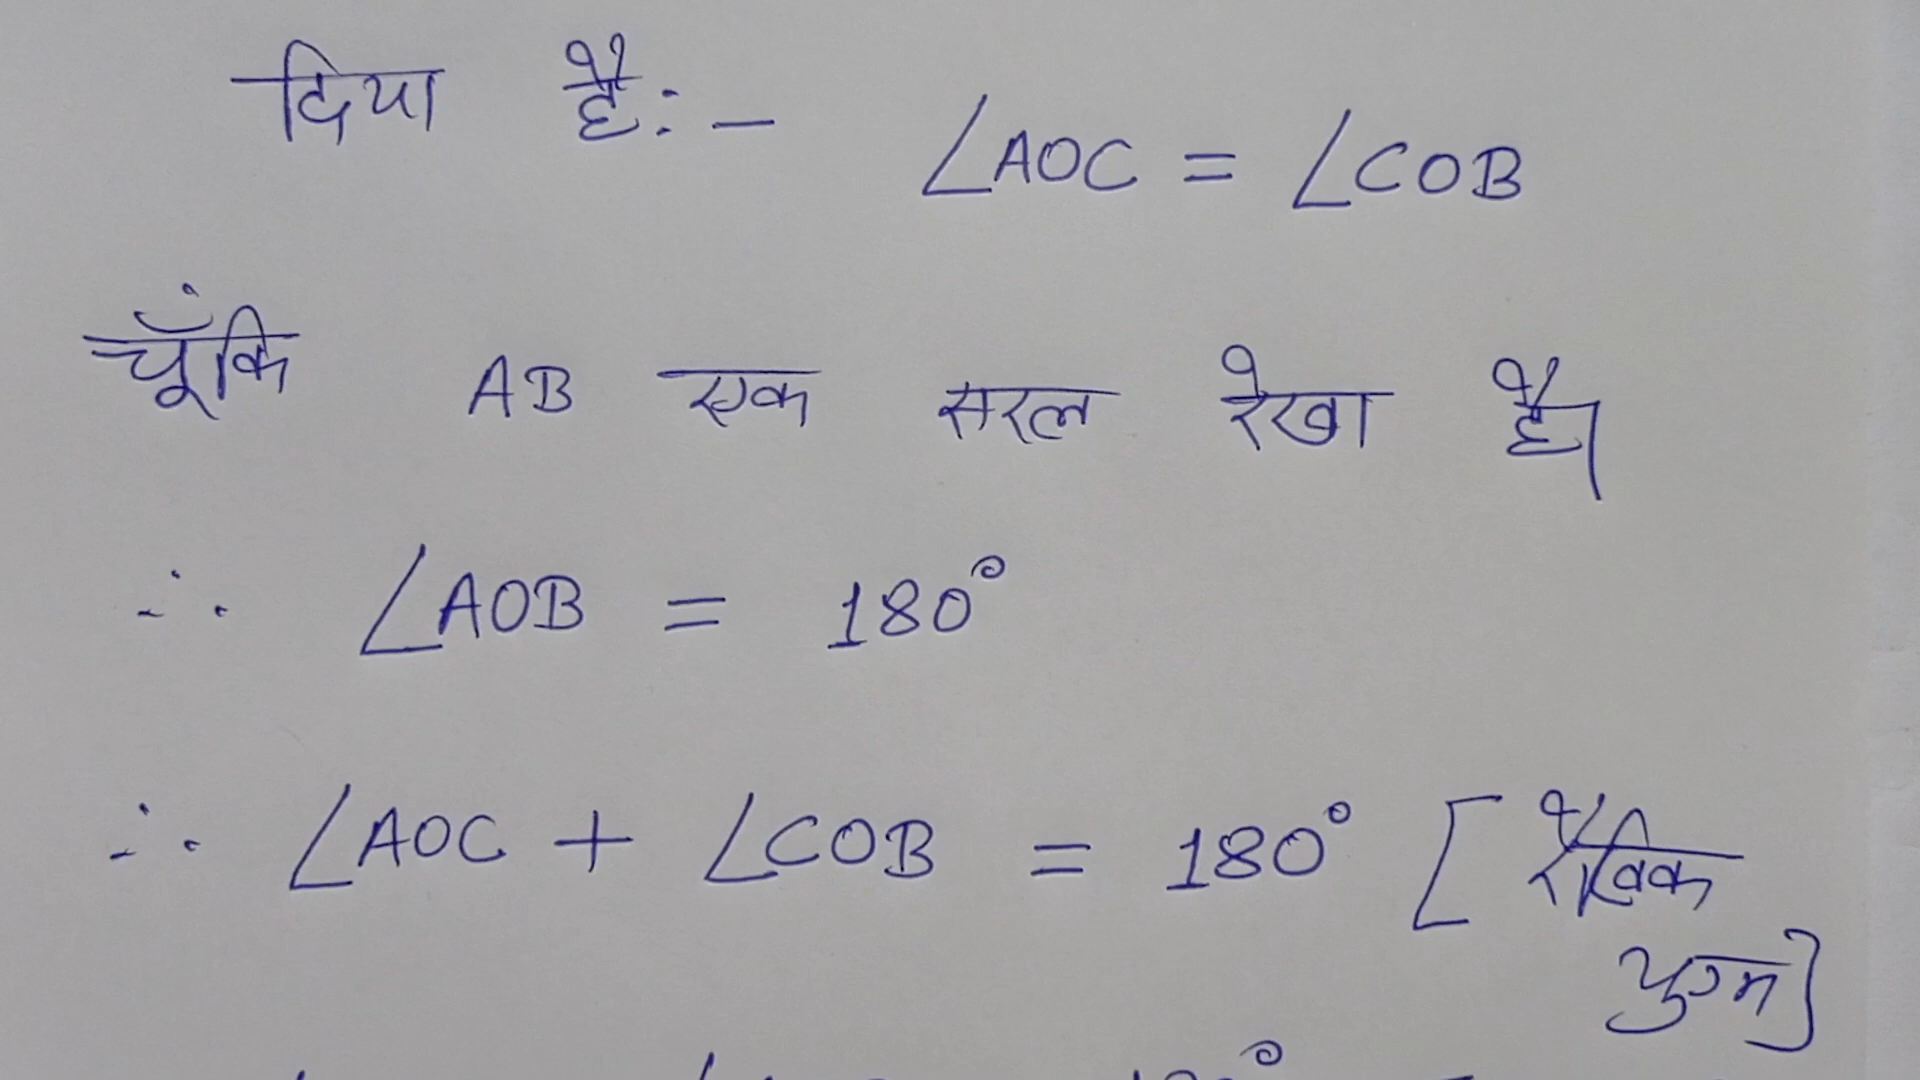 दिया है:- ∠AOC = ∠COB
चूँकि AB एक सरल रेखा है।
∴ ∠AOB = 180°
∴ ∠AOC + ∠COB = 180° [रैखिक
युग्म]